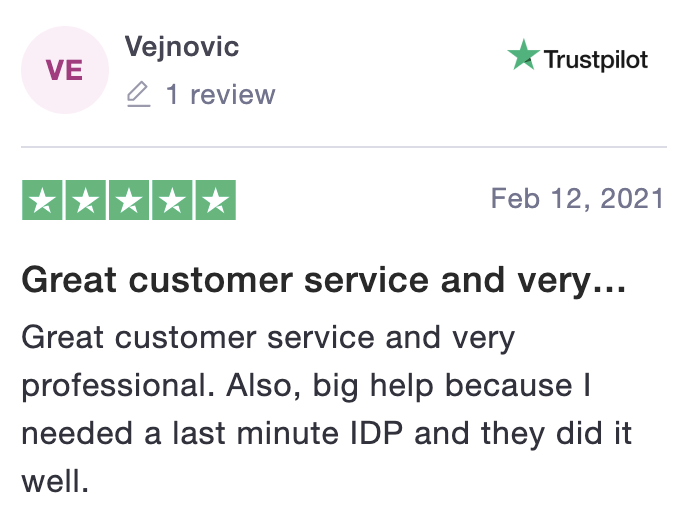 VE
Vejnovic
1 review
Trustpilot
Feb 12, 2021
Great customer service and very...
Great customer service and very
professional. Also, big help because I
needed a last minute IDP and they did it
well.